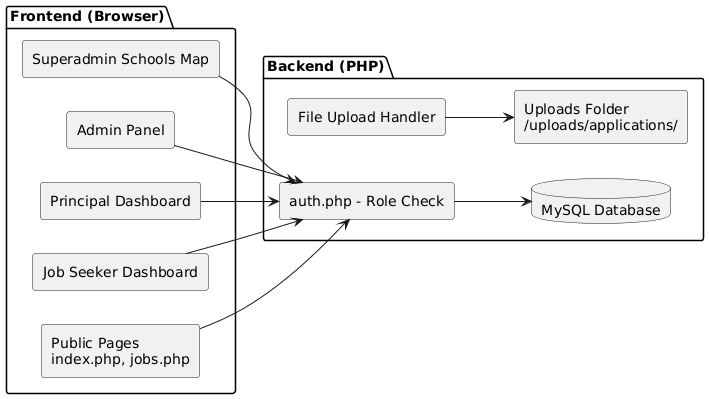 Frontend (Browser)
Superadmin Schools Map
Admin Panel
Principal Dashboard
Job Seeker Dashboard
Public Pages
index.php, jobs.php
Backend (PHP)
File Upload Handler
Uploads Folder
/uploads/applications/
auth.php - Role Check
MySQL Database